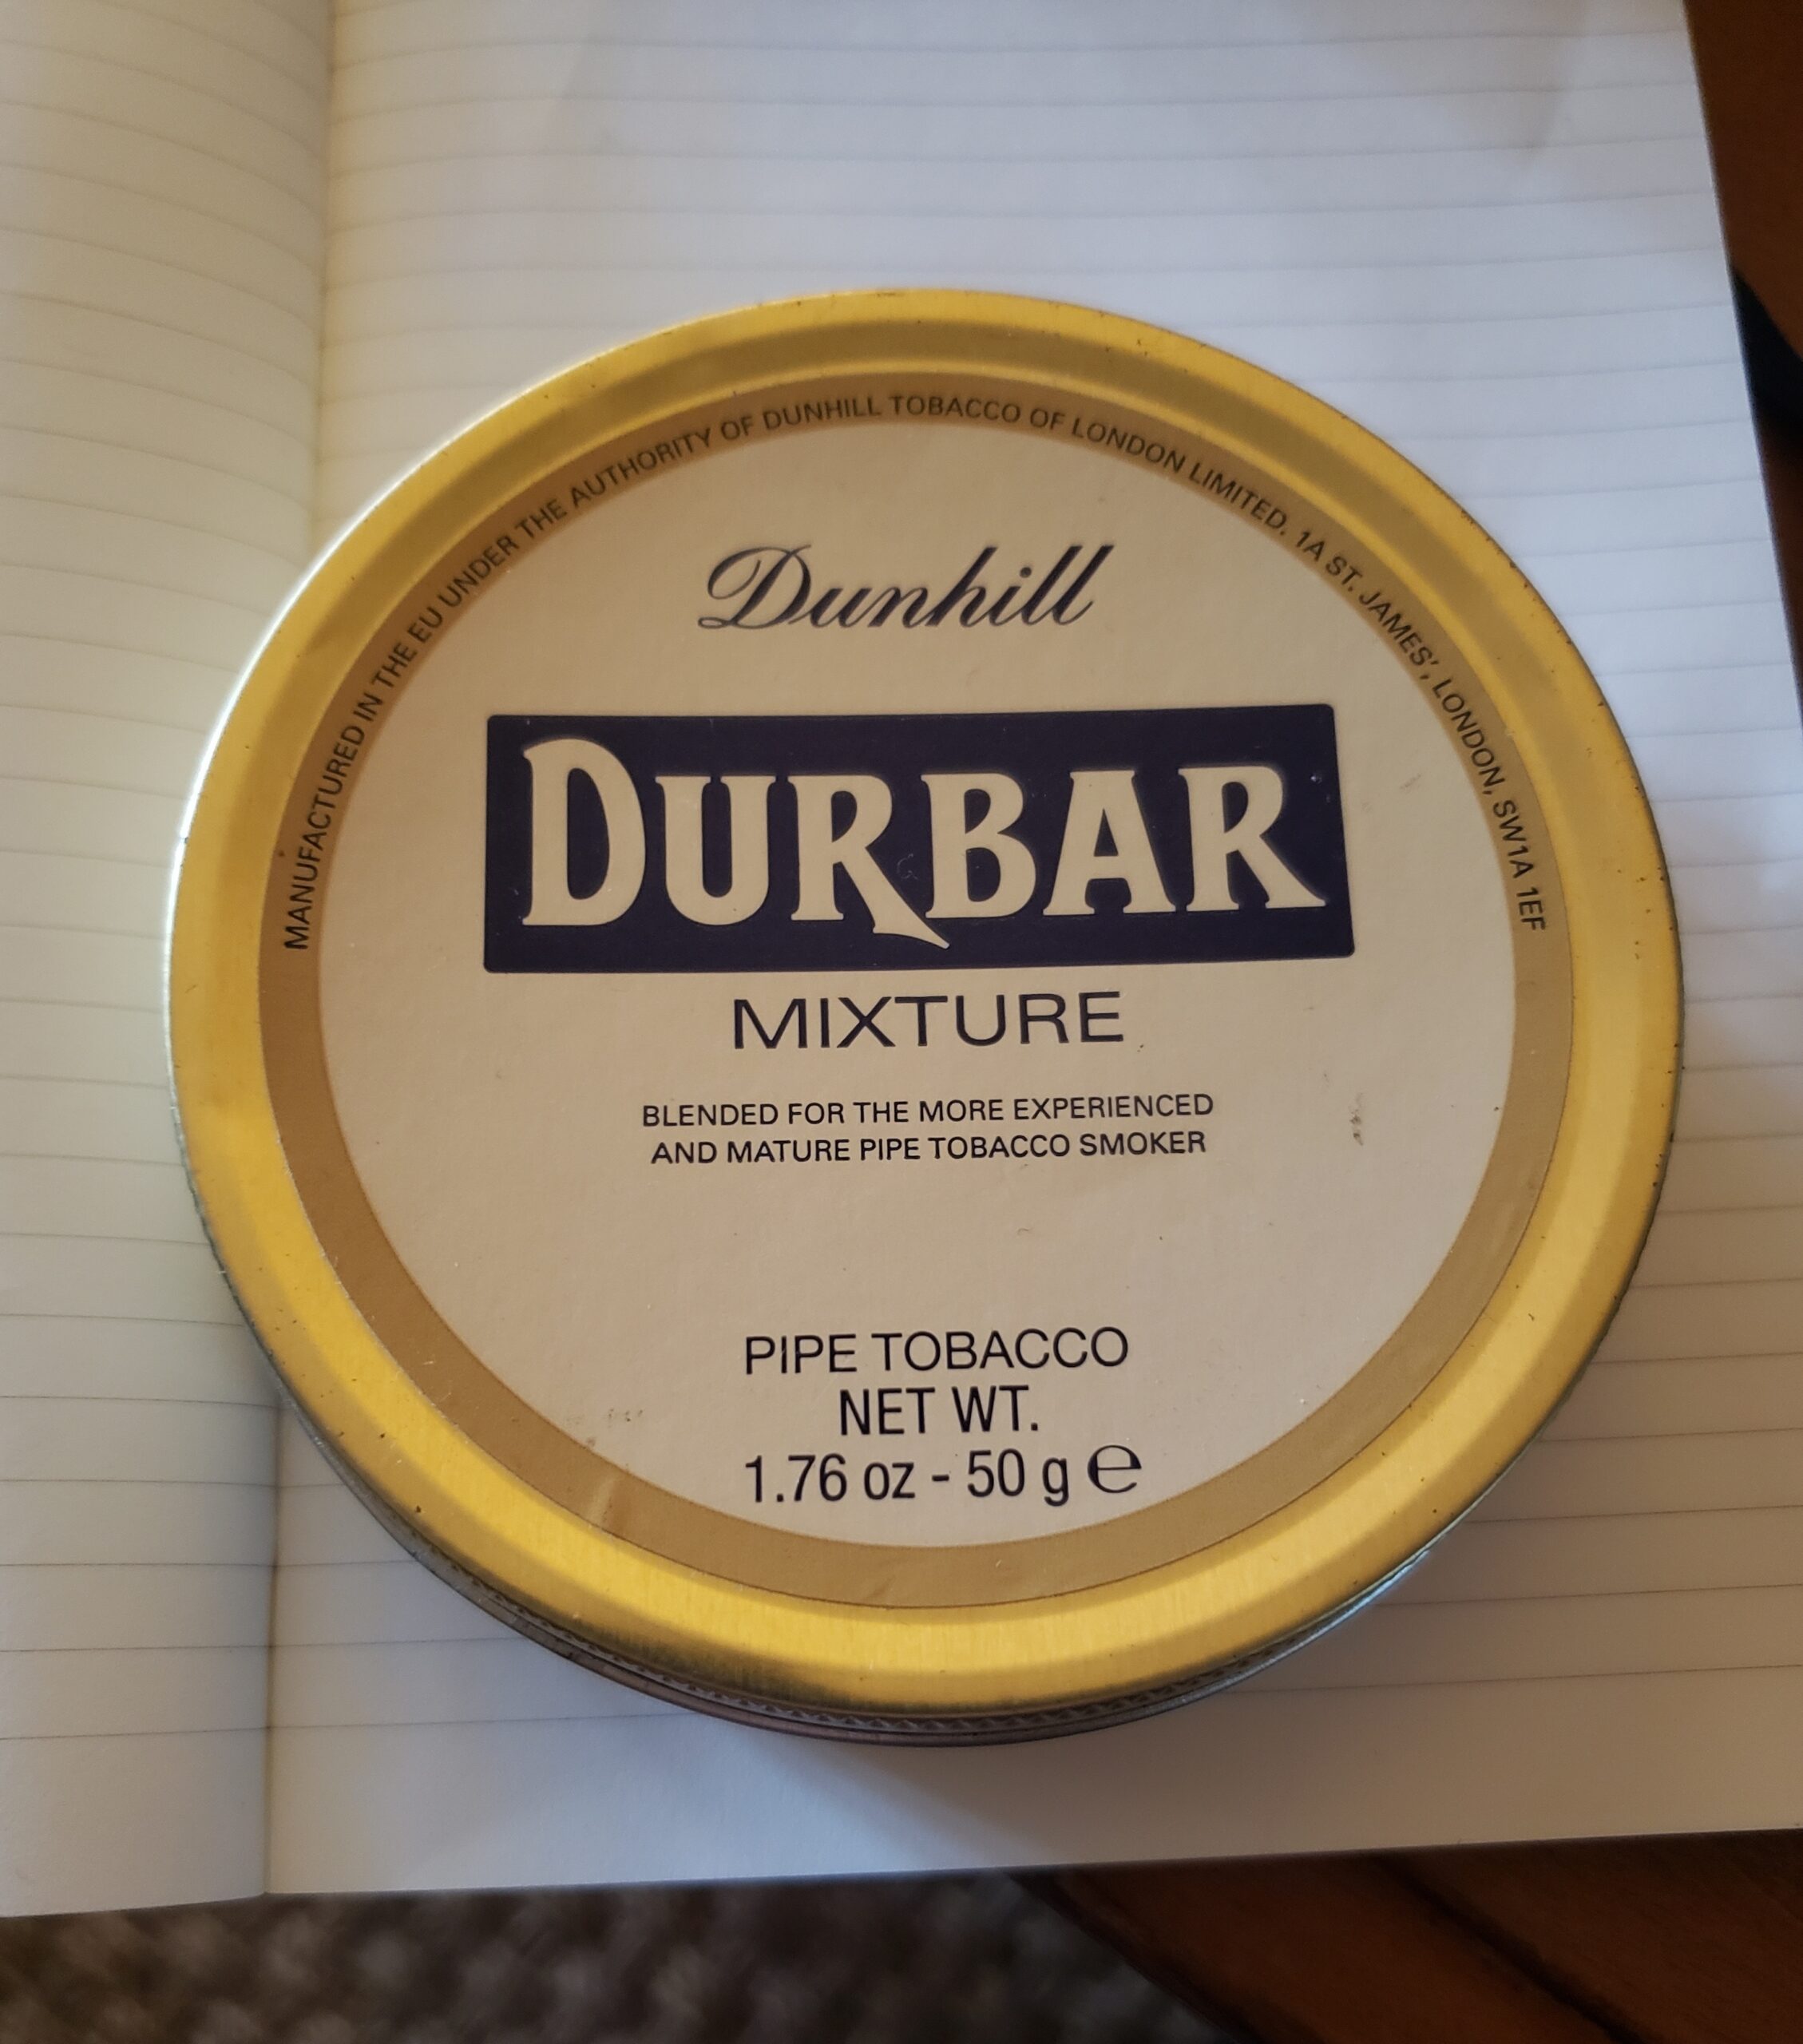 MANUFACTURED IN THE EU UNDER THE AUTHORITY OF DUNHILL TOBACCO OF LONDON LIMITED. 1A ST. JAMES', LONDON, SW1A 1EF
Dunhill
DURBAR
MIXTURE
BLENDED FOR THE MORE EXPERIENCED
AND MATURE PIPE TOBACCO SMOKER
PIPE TOBACCO
NET WT.
1.76 oz - 50 g ℮